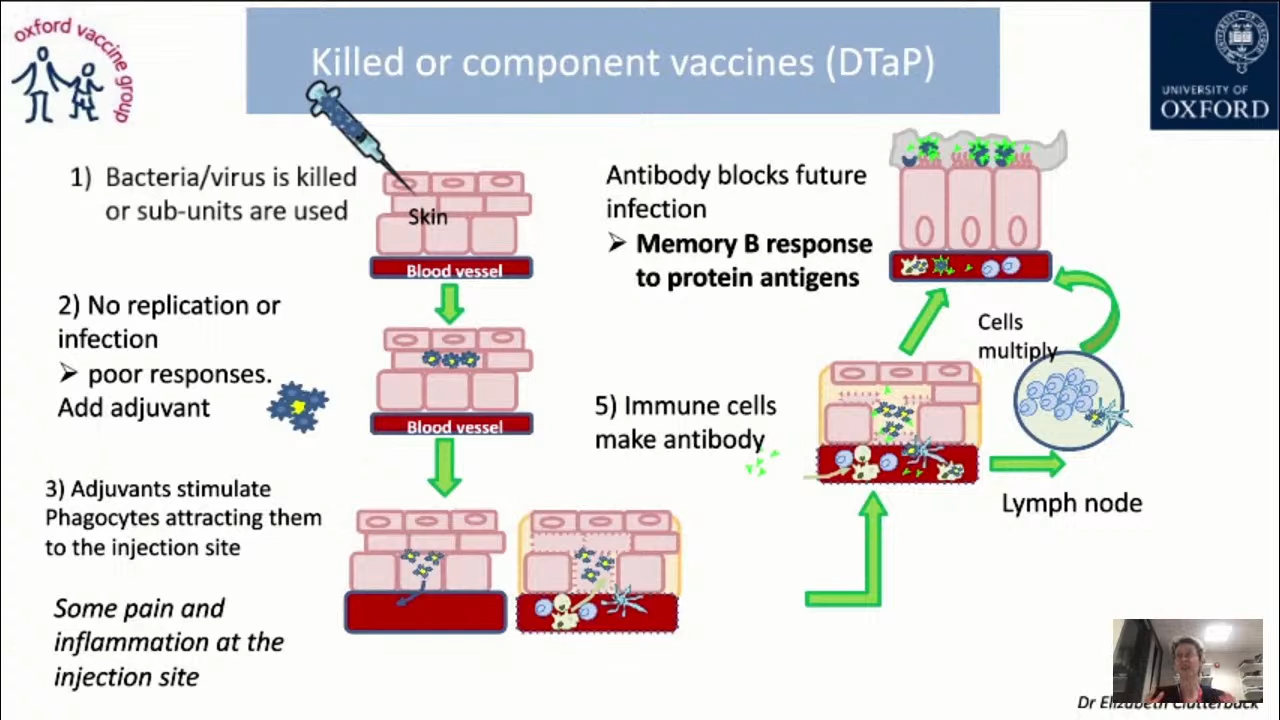 oxford vaccine group
Killed or component vaccines (DTaP)
UNIVERSITY OF
OXFORD
1) Bacteria/virus is killed
or sub-units are used
Skin
Blood vessel
2) No replication or
infection
➢ poor responses.
Add adjuvant
Blood vessel
3) Adjuvants stimulate
Phagocytes attracting them
to the injection site
Some pain and
inflammation at the
injection site
Antibody blocks future
infection
➢ Memory B response
to protein antigens
Cells
multiply
5) Immune cells
make antibody
Lymph node
Dr Elizabeth Clutterbuck